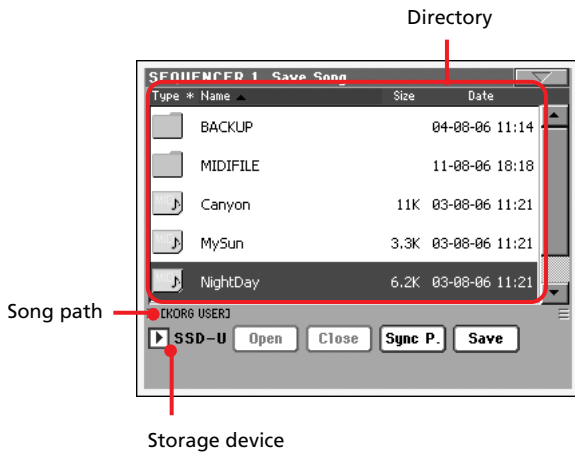 Directory
SEQUENCER 1 Save Song
Type * Name Size Date
BACKUP 04-08-06 11:14
MIDIFILE 11-08-06 18:18
Canyon 11K 03-08-06 11:21
MySun 3.3K 03-08-06 11:21
NightDay 6.2K 03-08-06 11:21
Song path
[KORG USER]
SSD-U Open Close Sync P. Save
Storage device